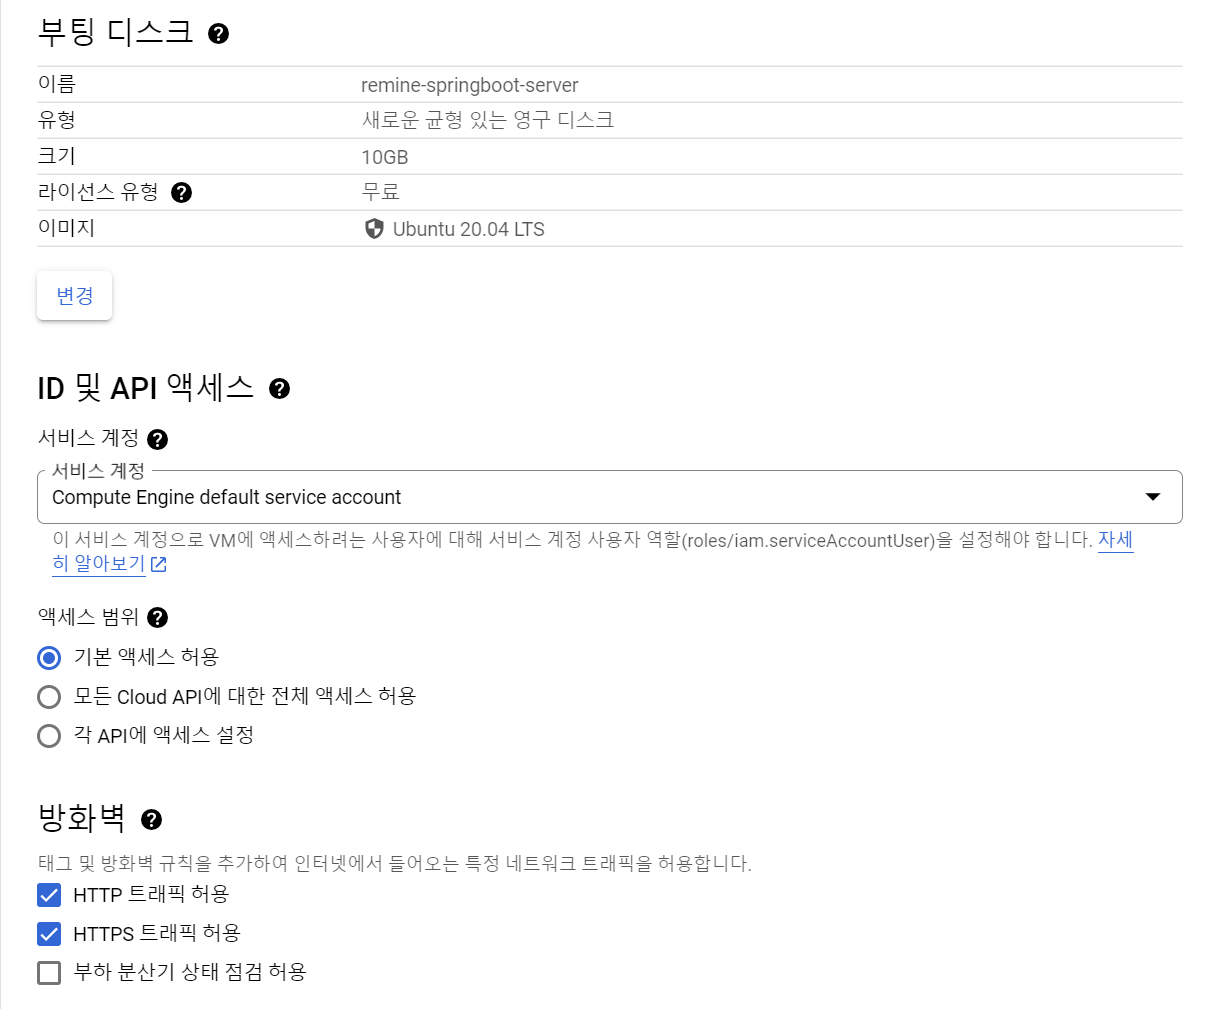 부팅 디스크
이름 remine-springboot-server
유형 새로운 균형 있는 영구 디스크
크기 10GB
라이선스 유형 무료
이미지 Ubuntu 20.04 LTS
변경
ID 및 API 액세스
서비스 계정
서비스 계정
Compute Engine default service account
이 서비스 계정으로 VM에 액세스하려는 사용자에 대해 서비스 계정 사용자 역할(roles/iam.serviceAccountUser)을 설정해야 합니다. 자세
히 알아보기
액세스 범위
기본 액세스 허용
모든 Cloud API에 대한 전체 액세스 허용
각 API에 액세스 설정
방화벽
태그 및 방화벽 규칙을 추가하여 인터넷에서 들어오는 특정 네트워크 트래픽을 허용합니다.
HTTP 트래픽 허용
HTTPS 트래픽 허용
부하 분산기 상태 점검 허용